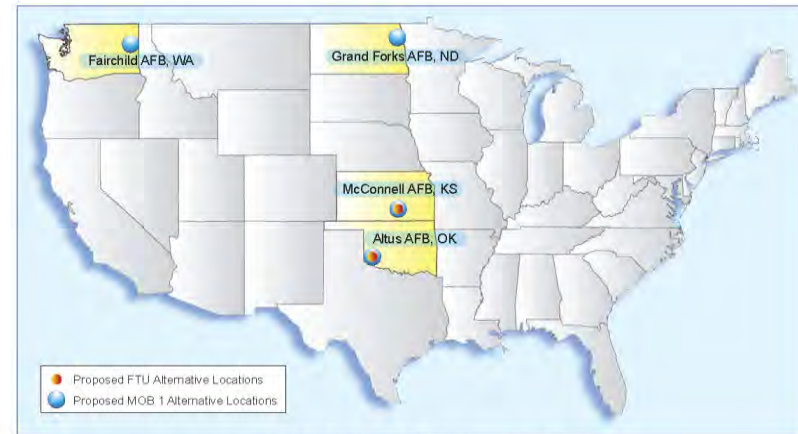 Fairchild AFB, WA
Grand Forks AFB, ND
McConnell AFB, KS
Altus AFB, OK
Proposed FTU Alternative Locations
Proposed MOB 1 Alternative Locations